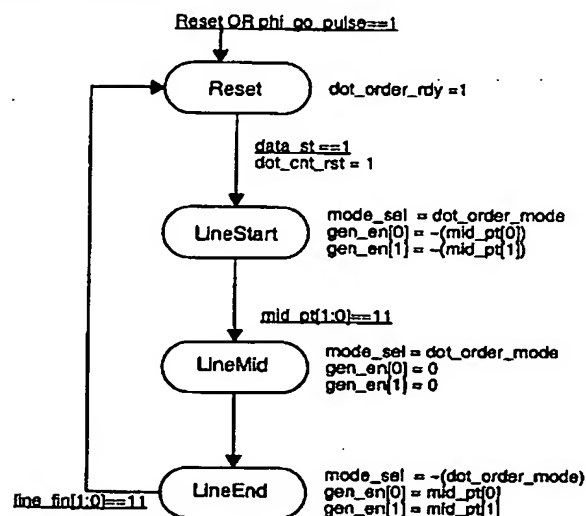 Reset OR phi_go_pulse==1
Reset
dot_order_rdy =1
data_st==1
dot_cnt_rst = 1
LineStart
mode_sel = dot_order_mode
gen_en[0] = ~(mid_pt[0])
gen_en[1] = ~(mid_pt[1])
mid_pt[1:0]==11
LineMid
mode_sel = dot_order_mode
gen_en[0] = 0
gen_en[1] = 0
LineEnd
mode_sel = ~(dot_order_mode)
gen_en[0] = mid_pt[0]
gen_en[1] = mid_pt[1]
line_fin[1:0]==11